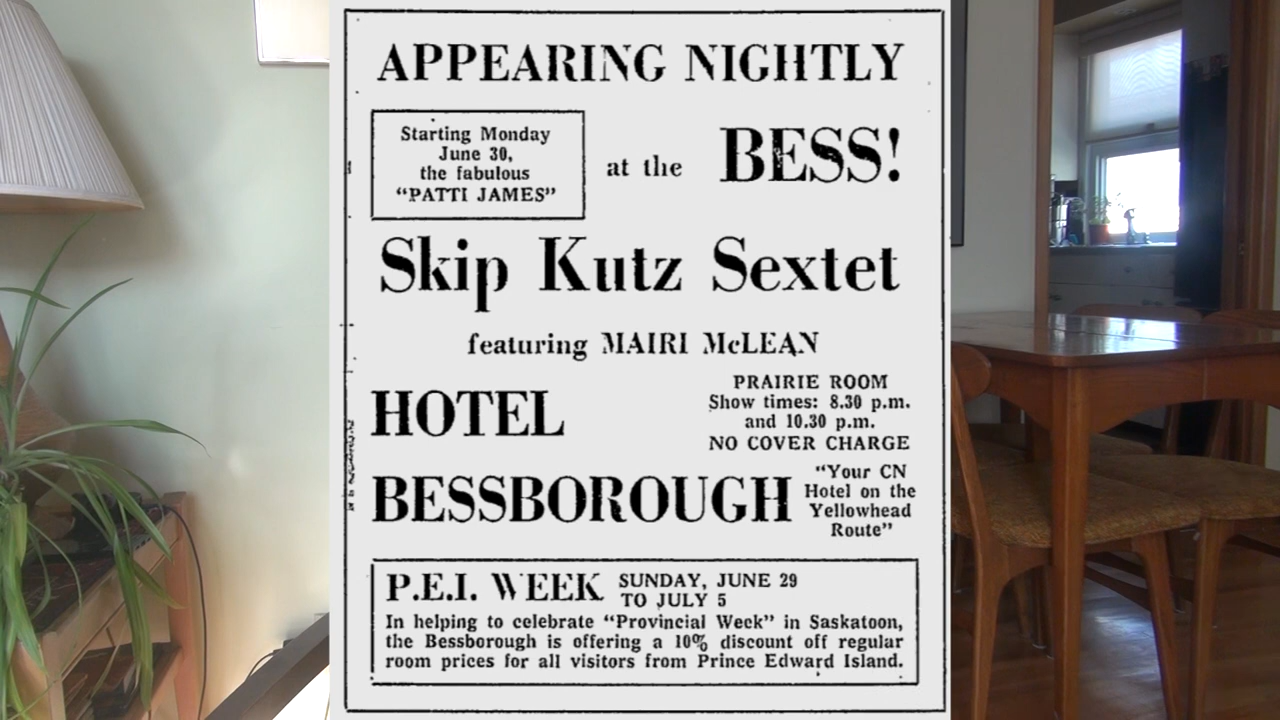 APPEARING NIGHTLY
Starting Monday
June 30,
the fabulous
“PATTI JAMES”
at the BESS!
Skip Kutz Sextet
featuring MAIRI McLEAN
HOTEL
PRAIRIE ROOM
Show times: 8.30 p.m.
and 10.30 p.m.
NO COVER CHARGE
BESSBOROUGH
“Your CN
Hotel on the
Yellowhead
Route”
P.E.I. WEEK
SUNDAY, JUNE 29
TO JULY 5
In helping to celebrate “Provincial Week” in Saskatoon,
the Bessborough is offering a 10% discount off regular
room prices for all visitors from Prince Edward Island.